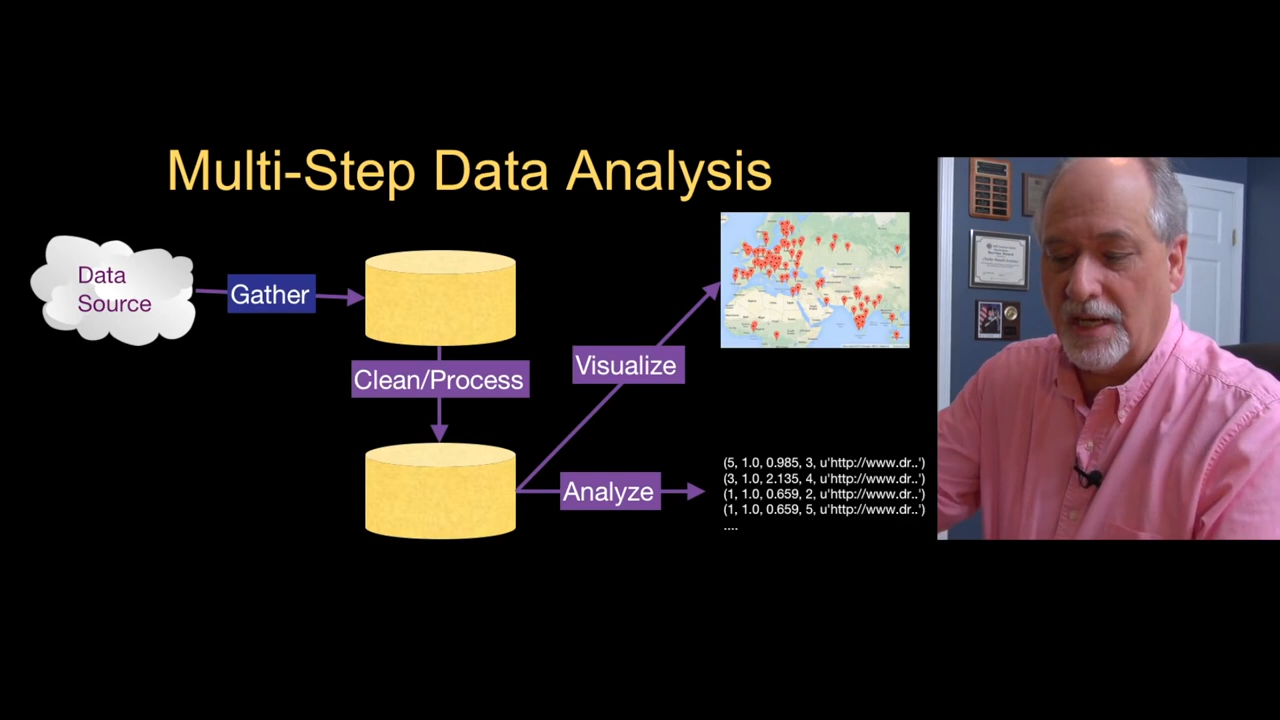 Multi-Step Data Analysis
Data
Source
Gather
Clean/Process
Visualize
Analyze
(5, 1.0, 0.985, 3, u'http://www.dr..')
(3, 1.0, 2.135, 4, u'http://www.dr..')
(1, 1.0, 0.659, 2, u'http://www.dr..')
(1, 1.0, 0.659, 5, u'http://www.dr..')
....